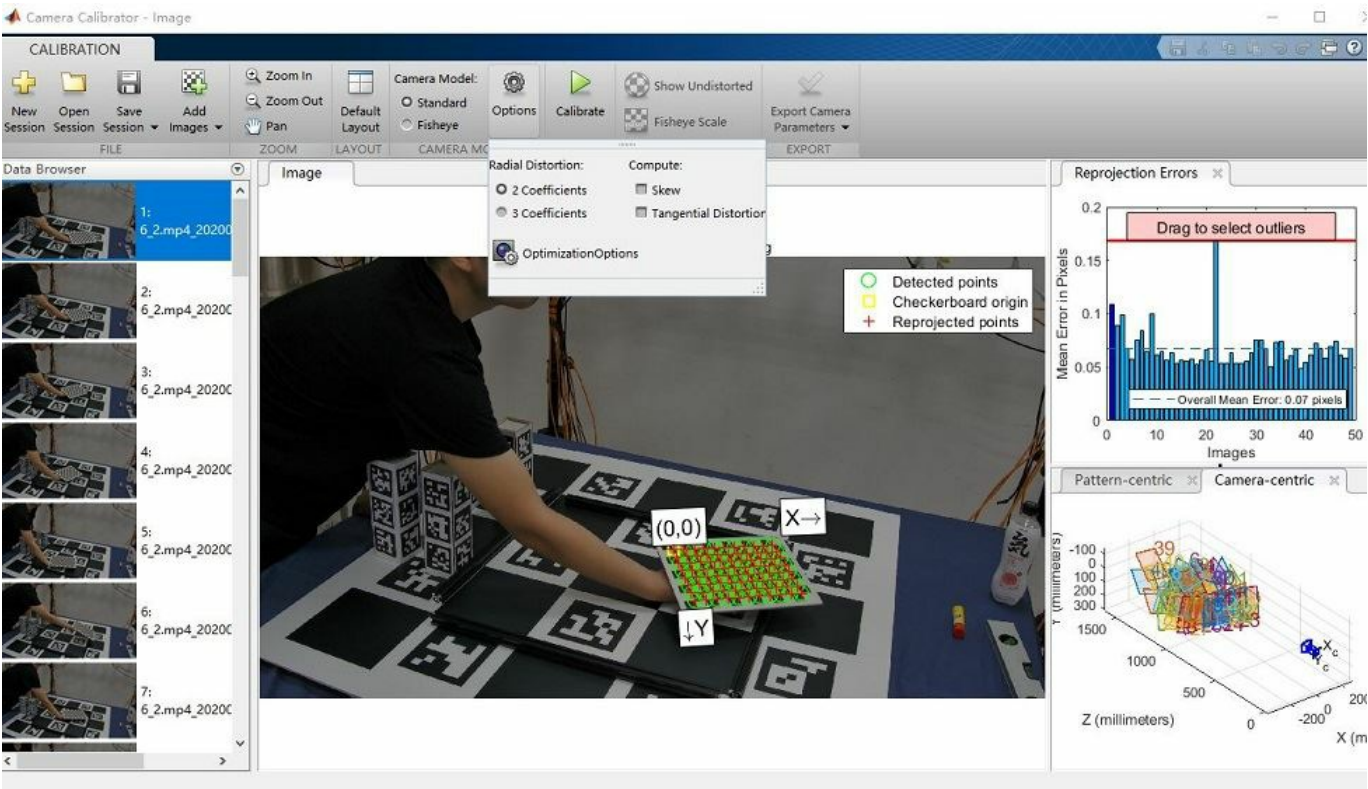 Camera Calibrator - Image
CALIBRATION
New Session
Open Session
Save Session
Add Images
FILE
Zoom In
Zoom Out
Pan
ZOOM
Default Layout
LAYOUT
Camera Model:
Standard
Fisheye
CAMERA MO
Options
Calibrate
Show Undistorted
Fisheye Scale
Export Camera Parameters
EXPORT
Radial Distortion:
2 Coefficients
3 Coefficients
Compute:
Skew
Tangential Distortion
OptimizationOptions
Data Browser
1:
6_2.mp4_2020
2:
6_2.mp4_2020
3:
6_2.mp4_2020
4:
6_2.mp4_2020
5:
6_2.mp4_2020
6:
6_2.mp4_2020
7:
6_2.mp4_2020
Image
Detected points
Checkerboard origin
Reprojected points
(0,0)
X→
↓Y
Reprojection Errors
Drag to select outliers
Mean Error in Pixels
0.2
0.15
0.1
0.05
0
Overall Mean Error: 0.07 pixels
0 10 20 30 40 50
Images
Pattern-centric
Camera-centric
-100
0
100
200
300
(millimeters)
39
1500
1000
500
0
Z (millimeters)
-200
0
200
X (m
Xc
Yc